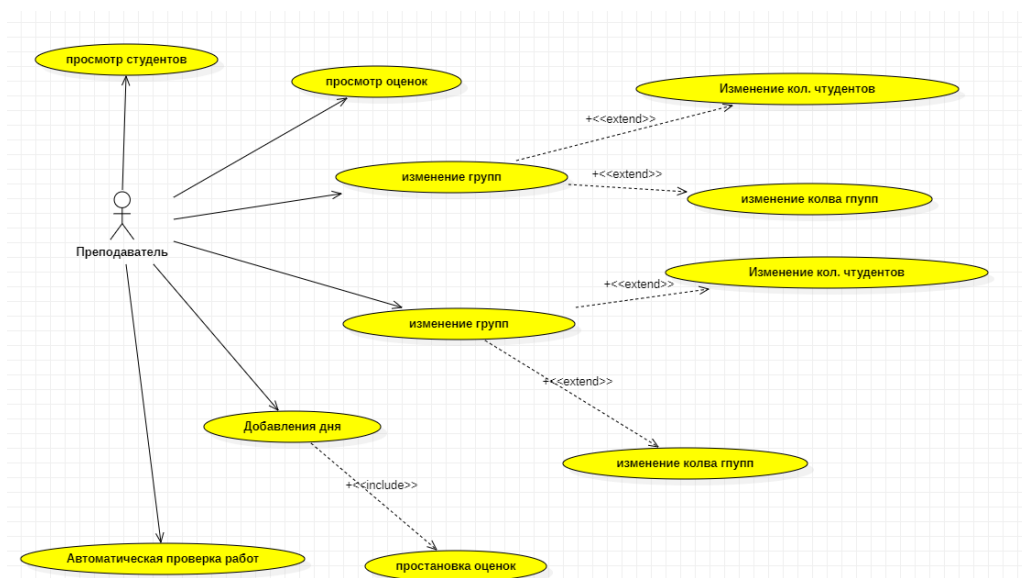 просмотр студентов
просмотр оценок
Изменение кол. чтудентов
+<<extend>>
изменение групп
+<<extend>>
изменение колва гпупп
Преподаватель
Изменение кол. чтудентов
+<<extend>>
изменение групп
+<<extend>>
Добавления дня
изменение колва гпупп
+<<include>>
Автоматическая проверка работ
простановка оценок